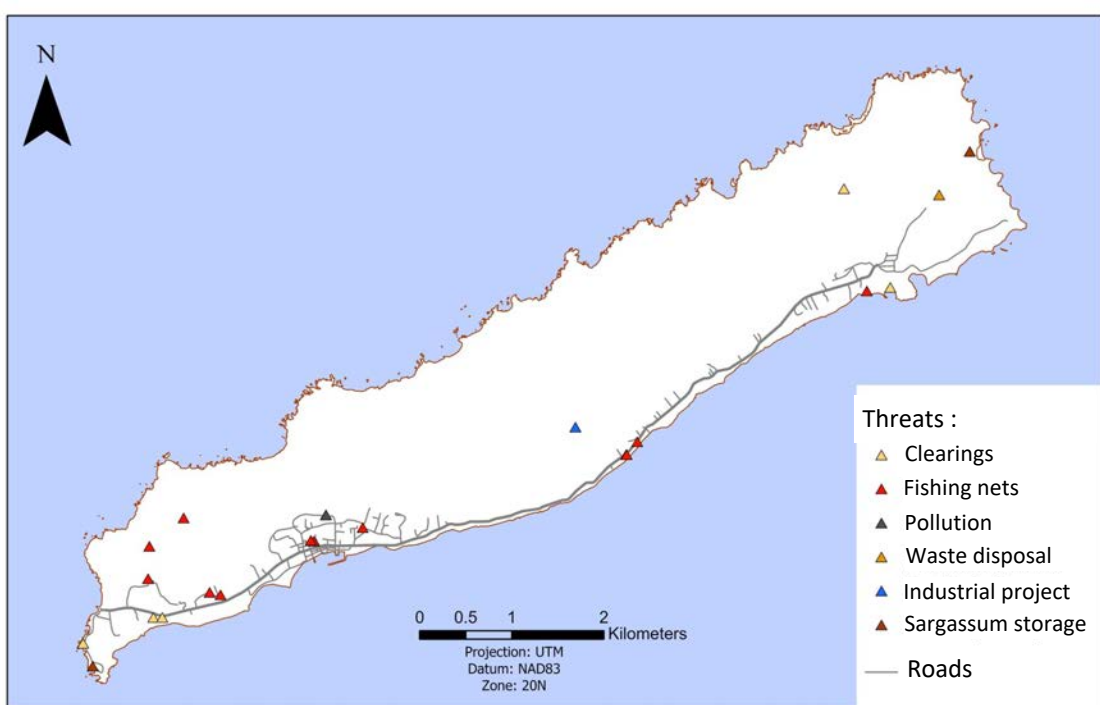 N
Threats :
Clearings
Fishing nets
Pollution
Waste disposal
Industrial project
Sargassum storage
Roads
0 0.5 1 2
Kilometers
Projection: UTM
Datum: NAD83
Zone: 20N